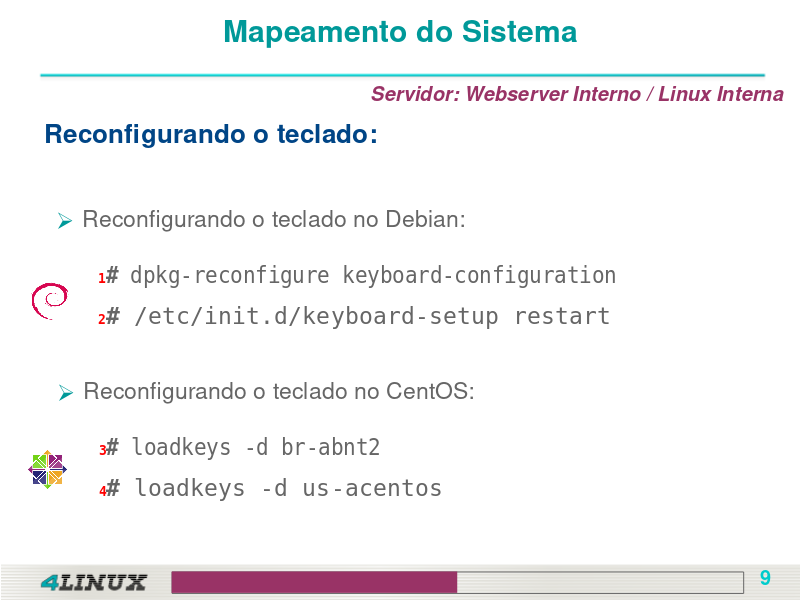 Mapeamento do Sistema
Servidor: Webserver Interno / Linux Interna
Reconfigurando o teclado:
Reconfigurando o teclado no Debian:
1# dpkg-reconfigure keyboard-configuration
2# /etc/init.d/keyboard-setup restart
Reconfigurando o teclado no CentOS:
3# loadkeys -d br-abnt2
4# loadkeys -d us-acentos
4LINUX
9